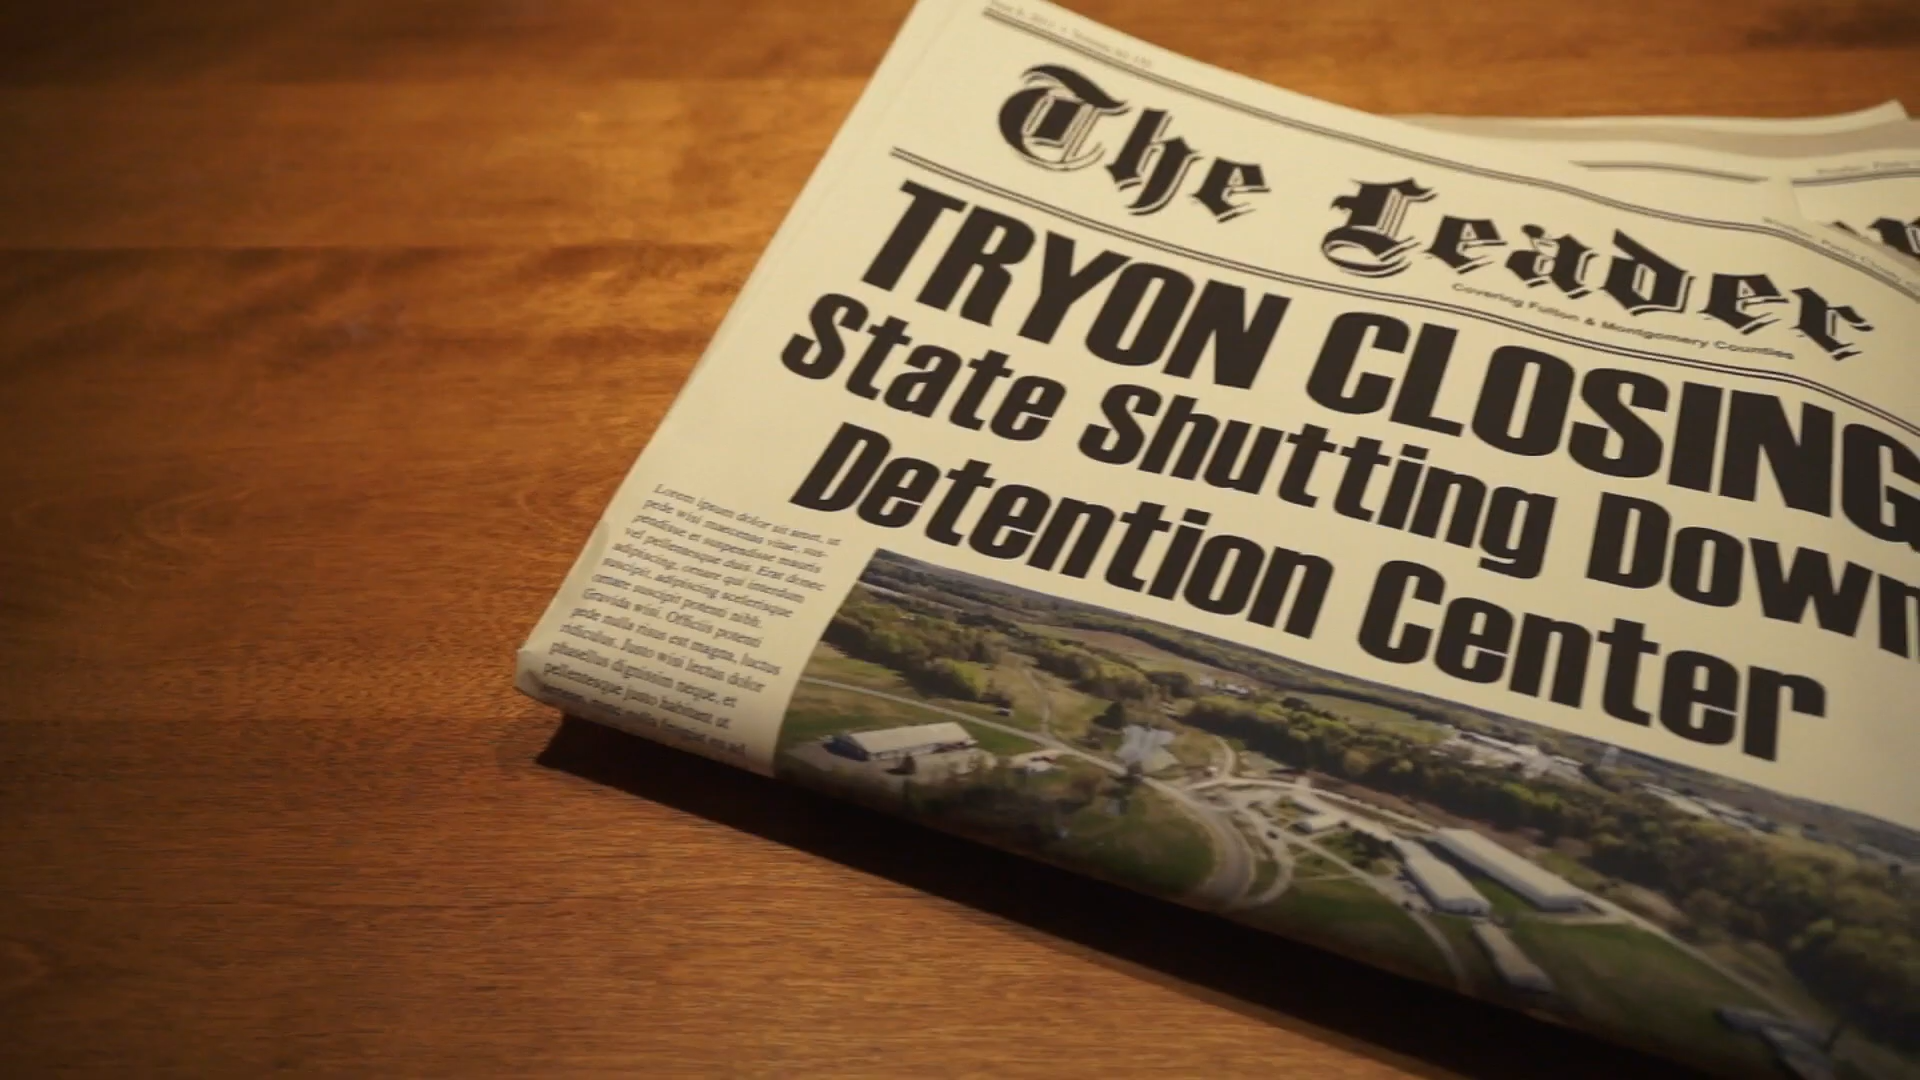 The Leader
Covering Fulton & Montgomery Counties
TRYON CLOSING
State Shutting Down
Detention Center
Lorem ipsum dolor sit amet, ut
pede wisi maecenas vitae, sus-
pendisse et suspendisse mauris
vel pellentesque duis. Erat donec
adipiscing, ornare qui interdum
suscipit, adipiscing scelerisque
ornare suscipit potenti nibh.
Gravida wisi. Officiis potenti
pede nulla risus est magna, luctus
ridiculus. Justo wisi lectus dolor
phasellus dignissim neque, et
pellentesque justo habitant ut
nulla